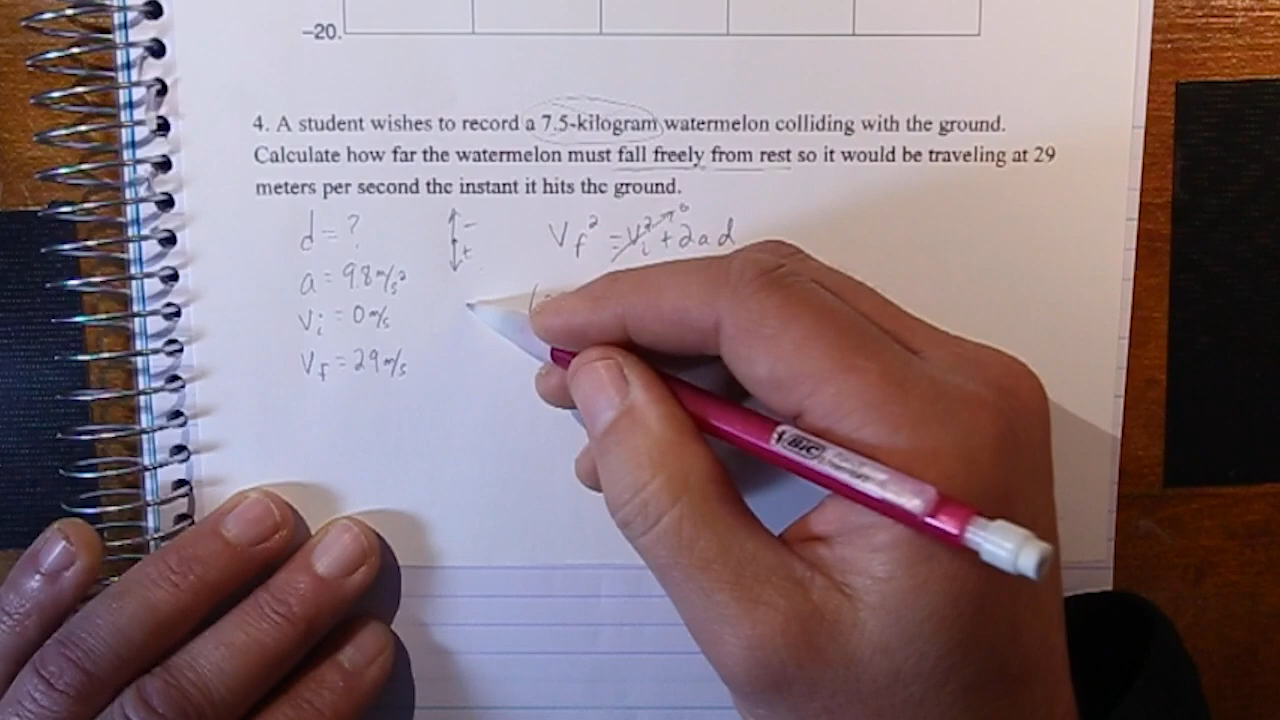 −20.
4. A student wishes to record a 7.5-kilogram watermelon colliding with the ground.
Calculate how far the watermelon must fall freely from rest so it would be traveling at 29
meters per second the instant it hits the ground.
d = ?
a = 9.8 m/s²
Vi = 0 m/s
Vf = 29 m/s
−
+
Vf² = Vi² + 2ad
0
(
BIC